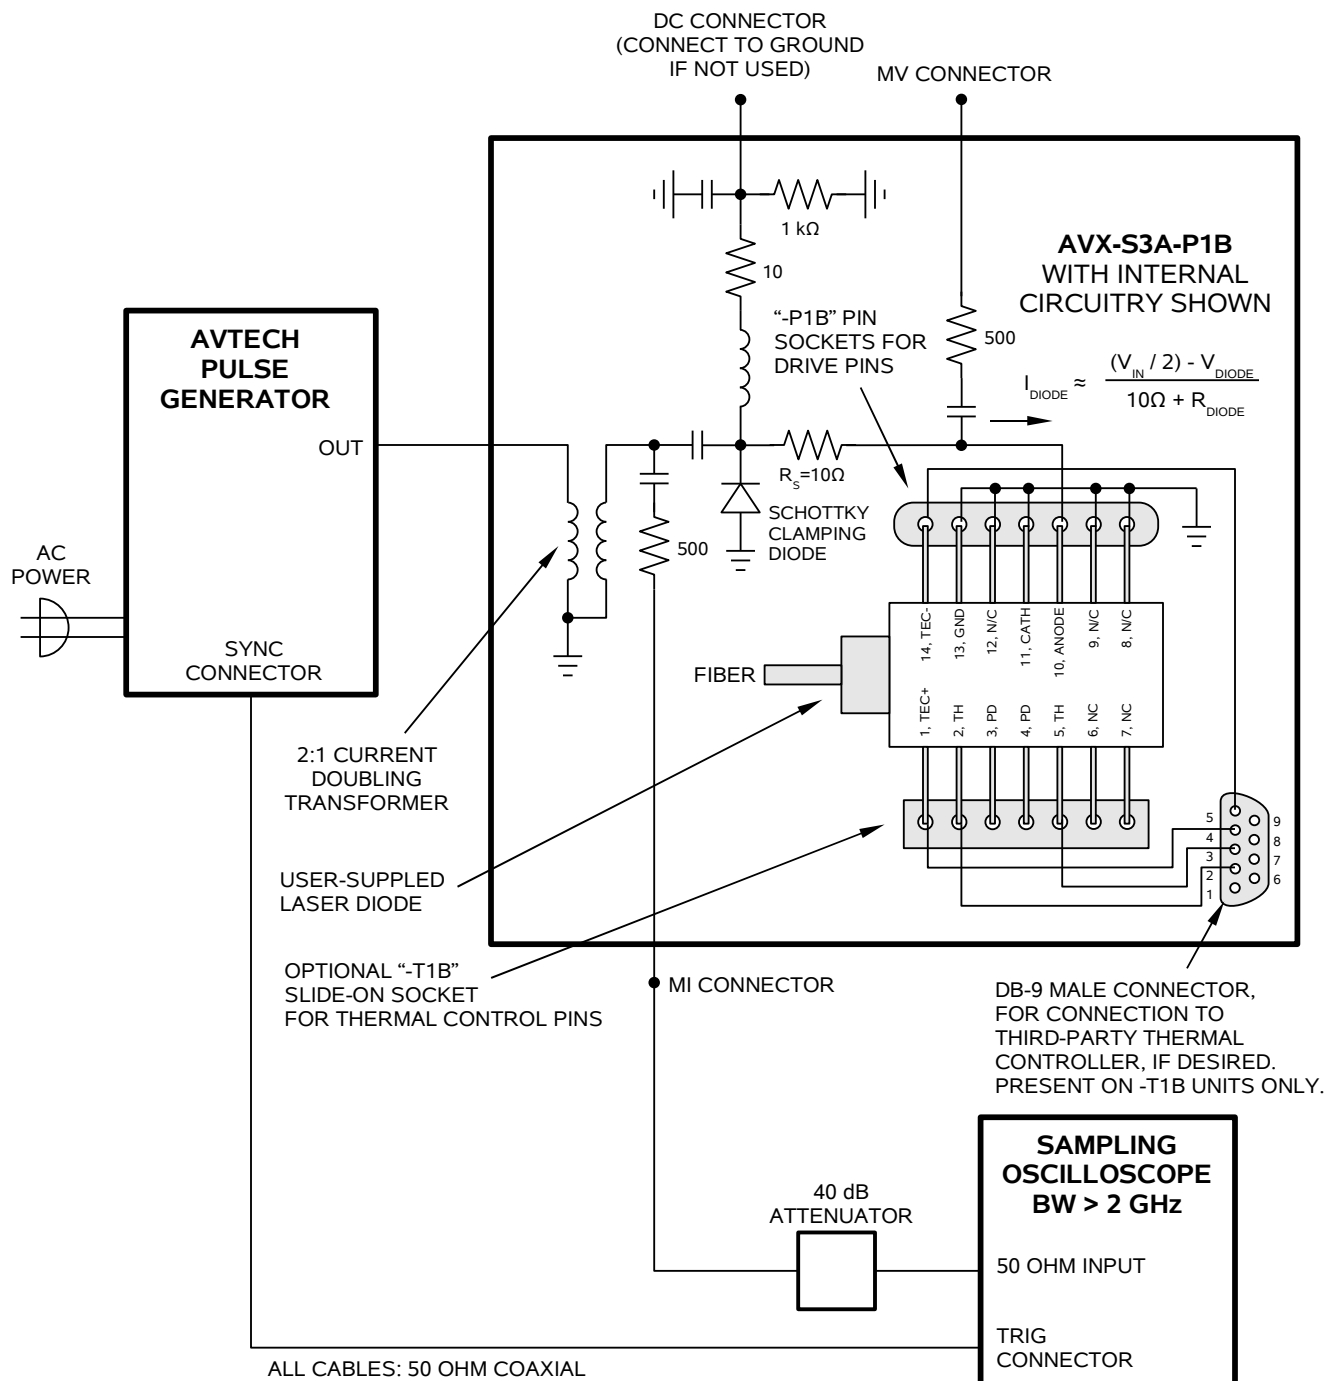 DC CONNECTOR
(CONNECT TO GROUND
IF NOT USED)
MV CONNECTOR
1 kΩ
10
AVX-S3A-P1B
WITH INTERNAL
CIRCUITRY SHOWN
"-P1B" PIN
SOCKETS FOR
DRIVE PINS
500
I_DIODE ≈ (V_IN / 2) - V_DIODE
10Ω + R_DIODE
AVTECH
PULSE
GENERATOR
OUT
R_S=10Ω
SCHOTTKY
CLAMPING
DIODE
500
AC
POWER
SYNC
CONNECTOR
14, TEC-
13, GND
12, N/C
11, CATH
10, ANODE
9, N/C
8, N/C
FIBER
1, TEC+
2, TH
3, PD
4, PD
5, TH
6, NC
7, NC
2:1 CURRENT
DOUBLING
TRANSFORMER
5
4
3
2
1
9
8
7
6
USER-SUPPLED
LASER DIODE
OPTIONAL "-T1B"
SLIDE-ON SOCKET
FOR THERMAL CONTROL PINS
MI CONNECTOR
DB-9 MALE CONNECTOR,
FOR CONNECTION TO
THIRD-PARTY THERMAL
CONTROLLER, IF DESIRED.
PRESENT ON -T1B UNITS ONLY.
SAMPLING
OSCILLOSCOPE
BW > 2 GHz
40 dB
ATTENUATOR
50 OHM INPUT
TRIG
CONNECTOR
ALL CABLES: 50 OHM COAXIAL